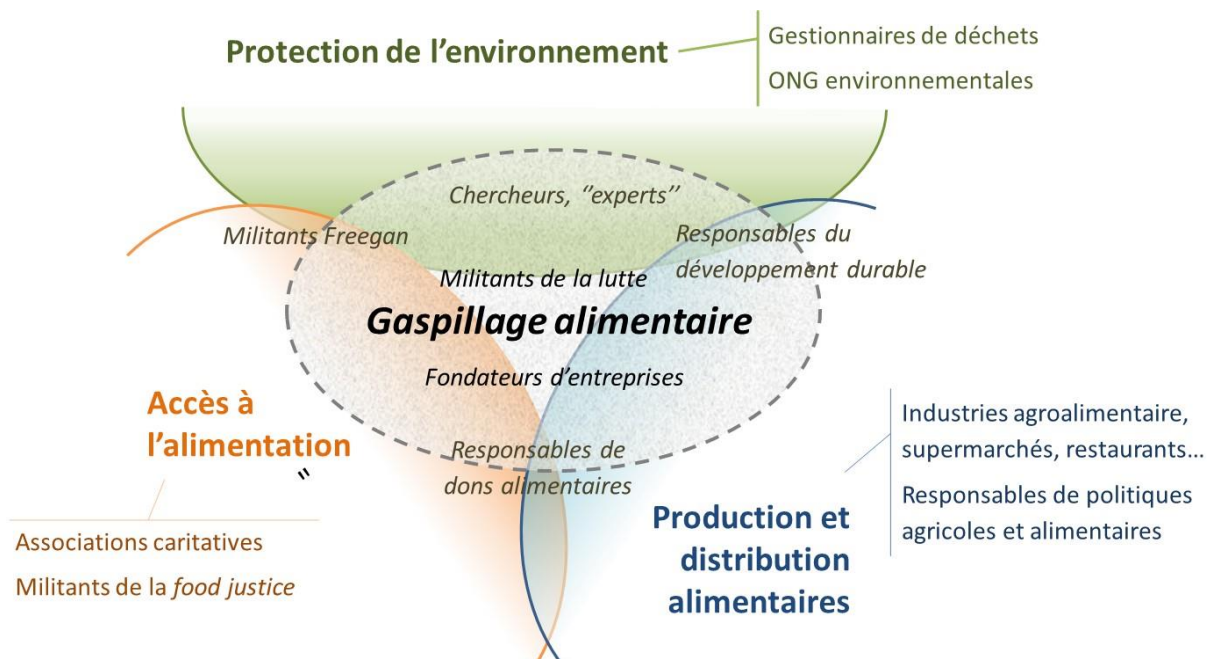 Protection de l’environnement
Gestionnaires de déchets
ONG environnementales
Chercheurs, ‘’experts’’
Militants Freegan
Responsables du
développement durable
Militants de la lutte
Gaspillage alimentaire
Fondateurs d’entreprises
Accès à
l’alimentation
Responsables de
dons alimentaires
Industries agroalimentaire,
supermarchés, restaurants…
Responsables de politiques
agricoles et alimentaires
Production et
distribution
alimentaires
Associations caritatives
Militants de la food justice